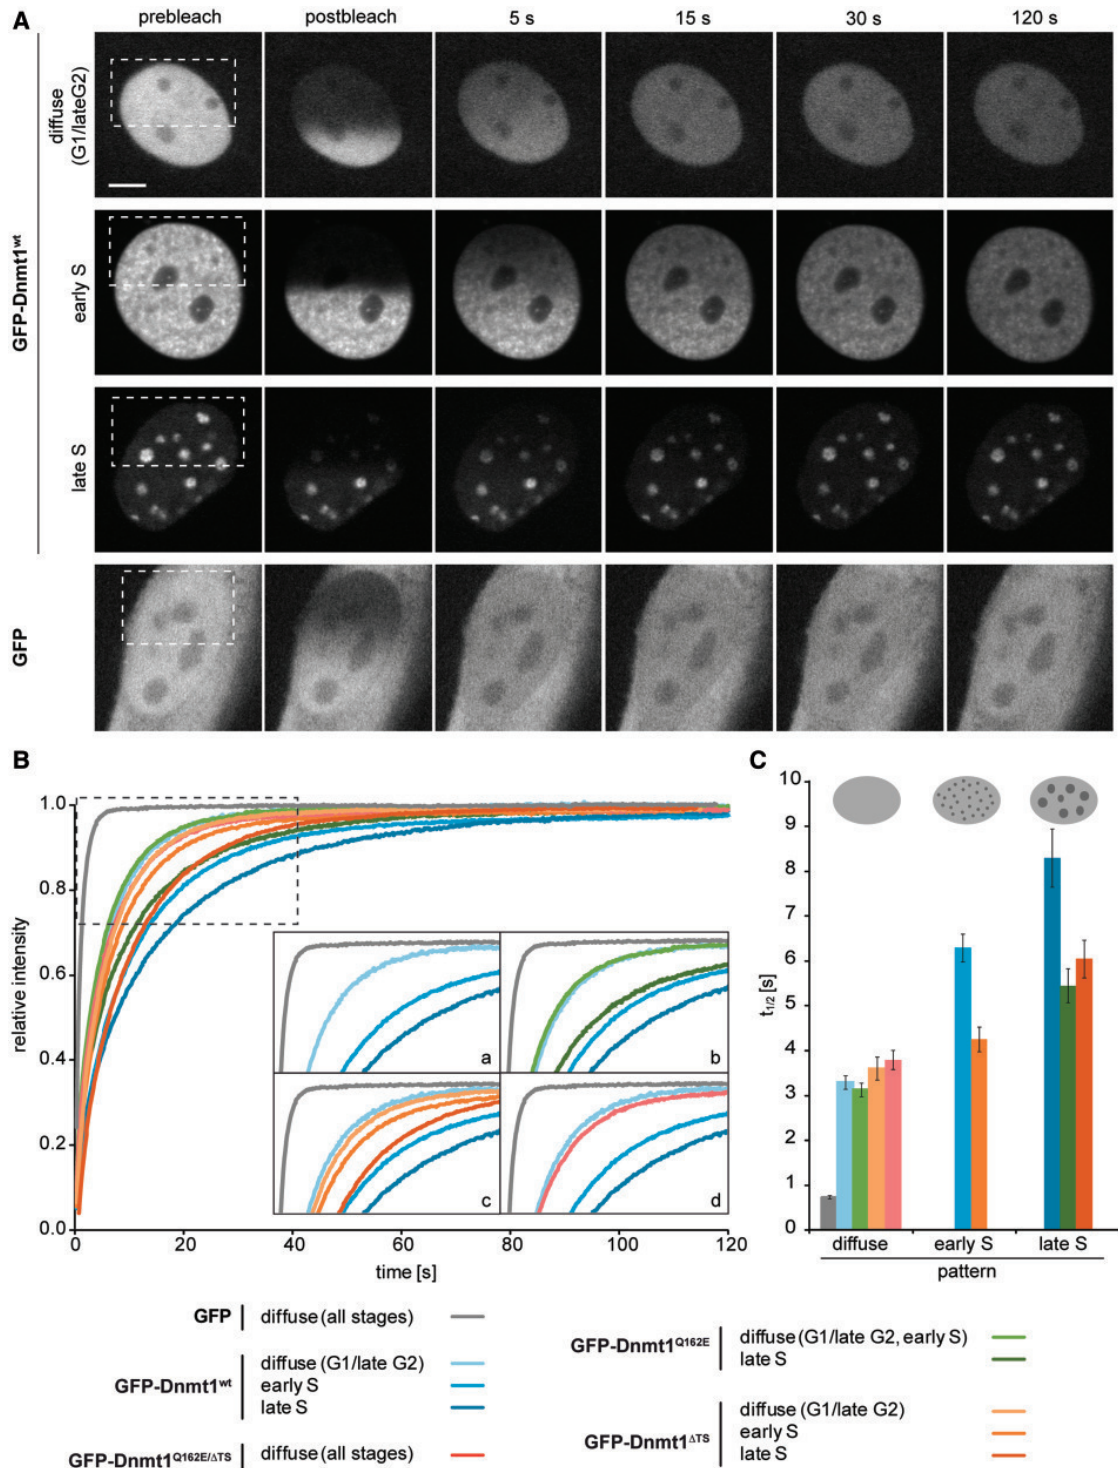 A
prebleach postbleach 5 s 15 s 30 s 120 s
GFP-Dnmt1wt
diffuse
(G1/lateG2)
early S
late S
GFP
B
relative intensity
1.0
0.8
0.6
0.4
0.2
0.0
0 20 40 60 80 100 120
time [s]
a
b
c
d
C
t1/2 [s]
10
9
8
7
6
5
4
3
2
1
0
diffuse early S late S
pattern
GFP diffuse (all stages)
GFP-Dnmt1wt
diffuse (G1/late G2)
early S
late S
GFP-Dnmt1Q162E/ΔTS diffuse (all stages)
GFP-Dnmt1Q162E
diffuse (G1/late G2, early S)
late S
GFP-Dnmt1ΔTS
diffuse (G1/late G2)
early S
late S